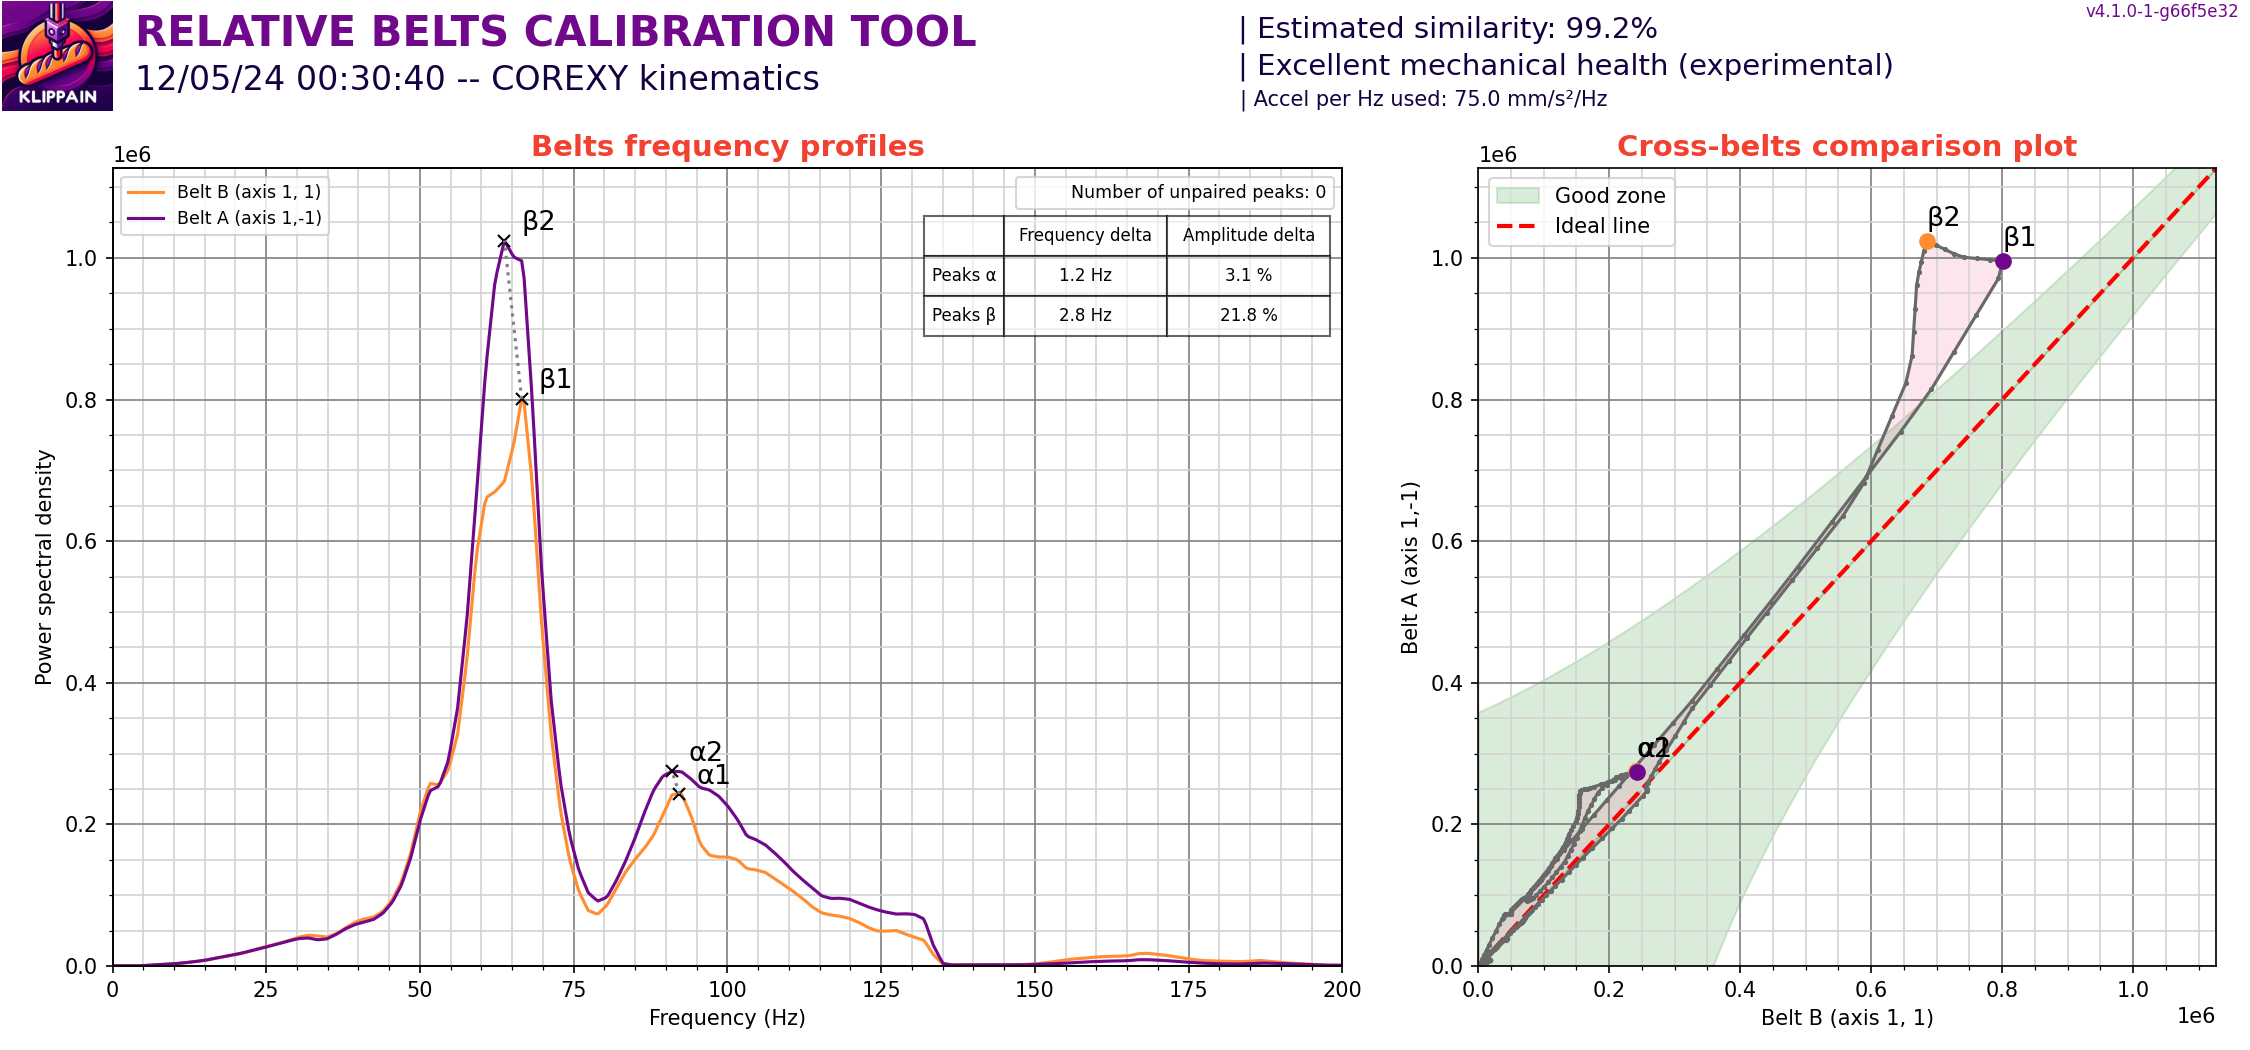 KLIPPAIN
RELATIVE BELTS CALIBRATION TOOL
12/05/24 00:30:40 -- COREXY kinematics
| Estimated similarity: 99.2%
| Excellent mechanical health (experimental)
| Accel per Hz used: 75.0 mm/s²/Hz
v4.1.0-1-g66f5e32
Belts frequency profiles
1e6
Belt B (axis 1, 1)
Belt A (axis 1,-1)
Number of unpaired peaks: 0
Frequency delta Amplitude delta
Peaks α 1.2 Hz 3.1 %
Peaks β 2.8 Hz 21.8 %
β2
β1
α2
α1
Power spectral density
1.0
0.8
0.6
0.4
0.2
0.0
0 25 50 75 100 125 150 175 200
Frequency (Hz)
Cross-belts comparison plot
1e6
Good zone
Ideal line
β2
β1
α2
α1
Belt A (axis 1,-1)
1.0
0.8
0.6
0.4
0.2
0.0
0.0 0.2 0.4 0.6 0.8 1.0
Belt B (axis 1, 1)
1e6